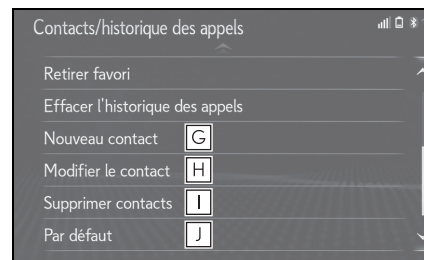 Contacts/historique des appels
Retirer favori
Effacer l'historique des appels
Nouveau contact G
Modifier le contact H
Supprimer contacts I
Par défaut J